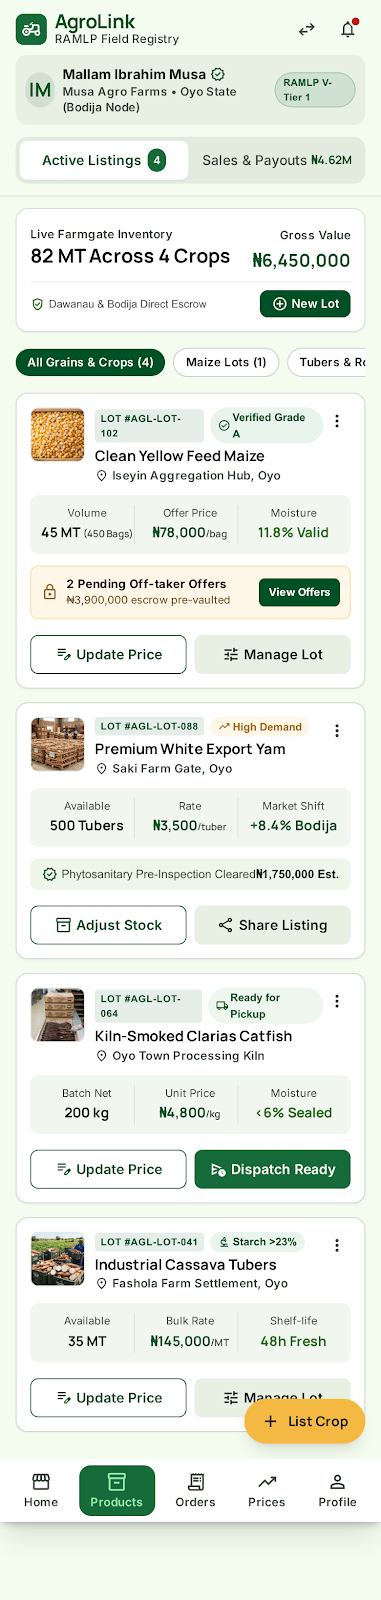 AgroLink
RAMLP Field Registry
IM
Mallam Ibrahim Musa
Musa Agro Farms • Oyo State
(Bodija Node)
RAMLP V-
Tier 1
Active Listings 4
Sales & Payouts ₦4.62M
Live Farmgate Inventory
82 MT Across 4 Crops
Gross Value
₦6,450,000
Dawanau & Bodija Direct Escrow
New Lot
All Grains & Crops (4)
Maize Lots (1)
Tubers & Ro
LOT #AGL-LOT-
102
Verified Grade
A
Clean Yellow Feed Maize
Iseyin Aggregation Hub, Oyo
Volume
45 MT (450 Bags)
Offer Price
₦78,000/bag
Moisture
11.8% Valid
2 Pending Off-taker Offers
₦3,900,000 escrow pre-vaulted
View Offers
Update Price
Manage Lot
LOT #AGL-LOT-088
High Demand
Premium White Export Yam
Saki Farm Gate, Oyo
Available
500 Tubers
Rate
₦3,500/tuber
Market Shift
+8.4% Bodija
Phytosanitary Pre-Inspection Cleared
₦1,750,000 Est.
Adjust Stock
Share Listing
LOT #AGL-LOT-
064
Ready for
Pickup
Kiln-Smoked Clarias Catfish
Oyo Town Processing Kiln
Batch Net
200 kg
Unit Price
₦4,800/kg
Moisture
<6% Sealed
Update Price
Dispatch Ready
LOT #AGL-LOT-041
Starch >23%
Industrial Cassava Tubers
Fashola Farm Settlement, Oyo
Available
35 MT
Bulk Rate
₦145,000/MT
Shelf-life
48h Fresh
Update Price
Manage Lot
+ List Crop
Home
Products
Orders
Prices
Profile